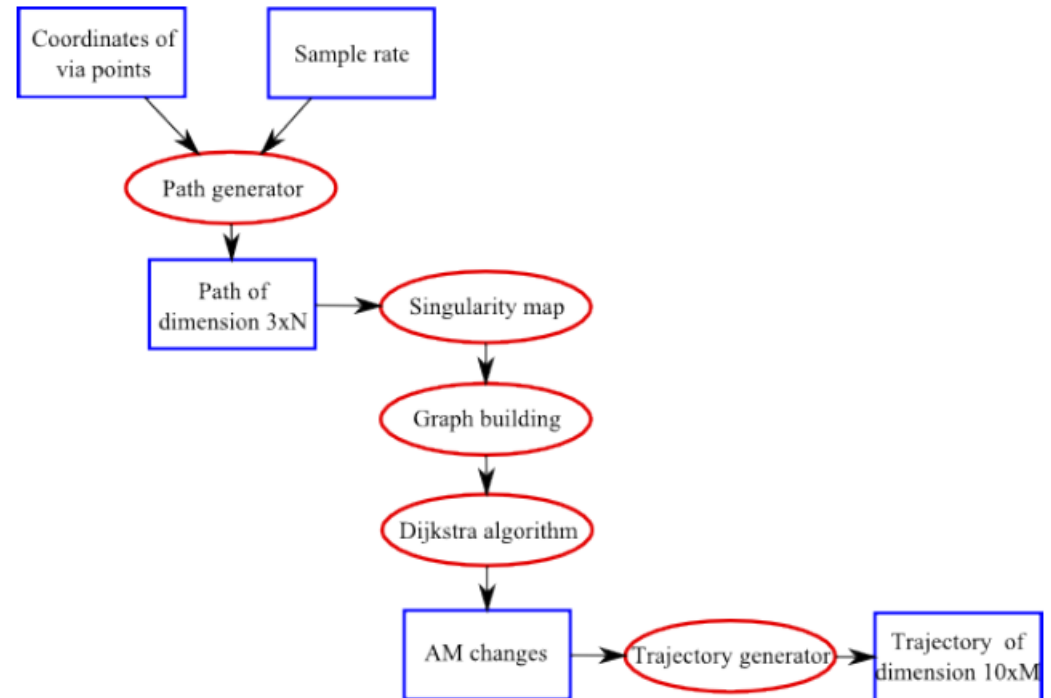 Coordinates of
via points
Sample rate
Path generator
Path of
dimension 3xN
Singularity map
Graph building
Dijkstra algorithm
AM changes
Trajectory generator
Trajectory of
dimension 10xM